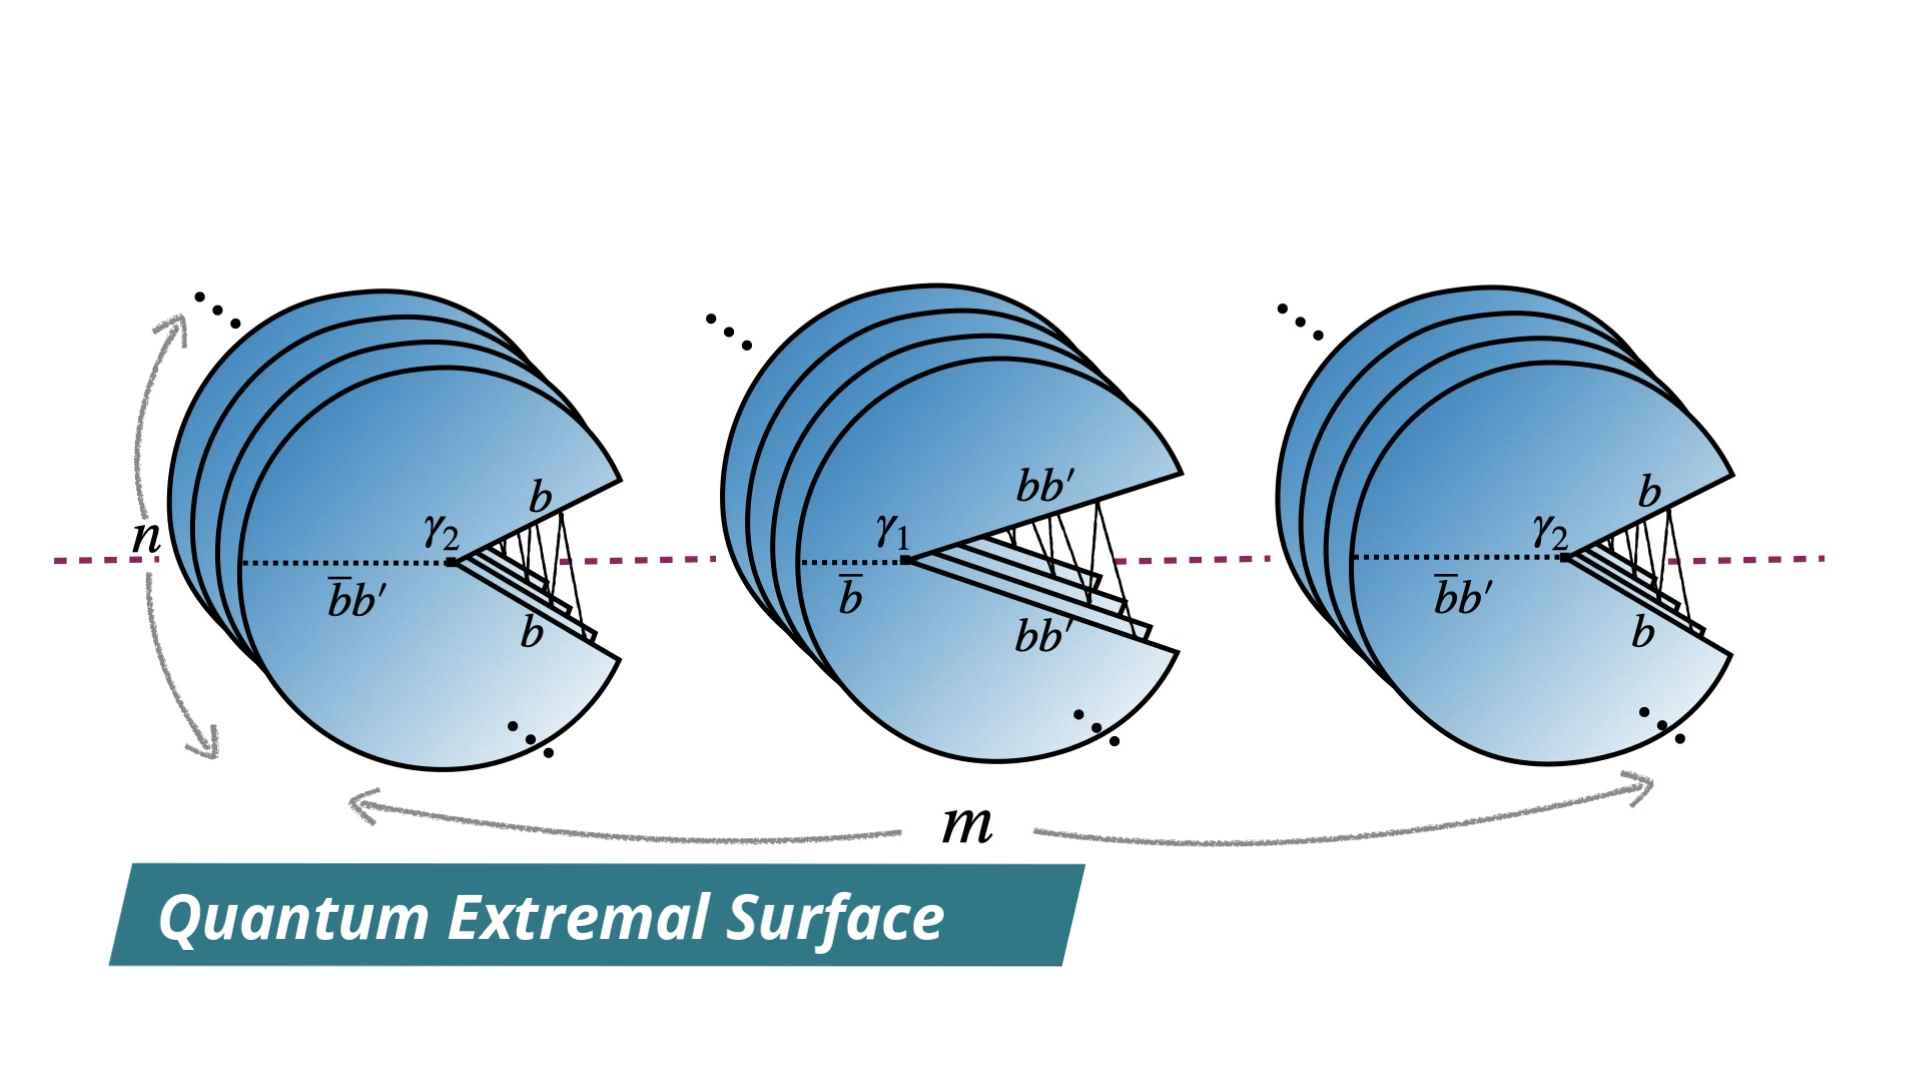 b
bb′
b
γ₂
γ₁
γ₂
n
b̅b′
b̅
b̅b′
b
bb′
b
m
Quantum Extremal Surface